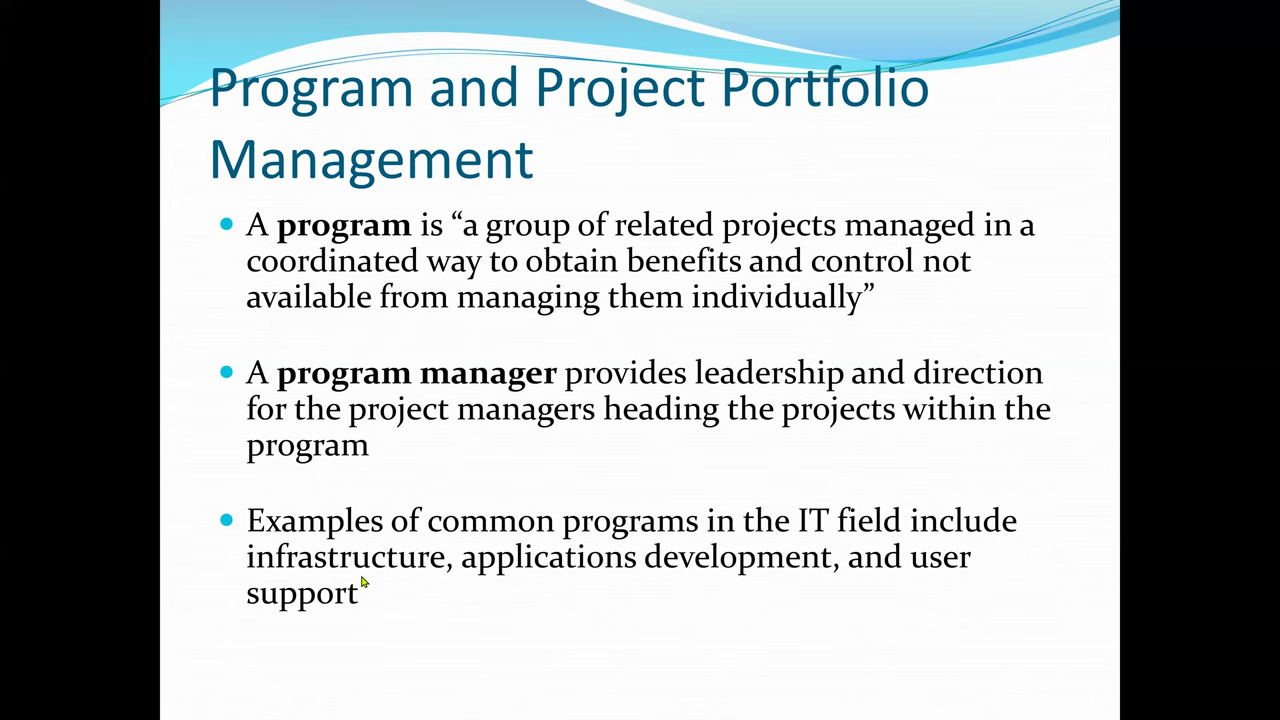 Program and Project Portfolio
Management
• A program is “a group of related projects managed in a
coordinated way to obtain benefits and control not
available from managing them individually”
• A program manager provides leadership and direction
for the project managers heading the projects within the
program
• Examples of common programs in the IT field include
infrastructure, applications development, and user
support